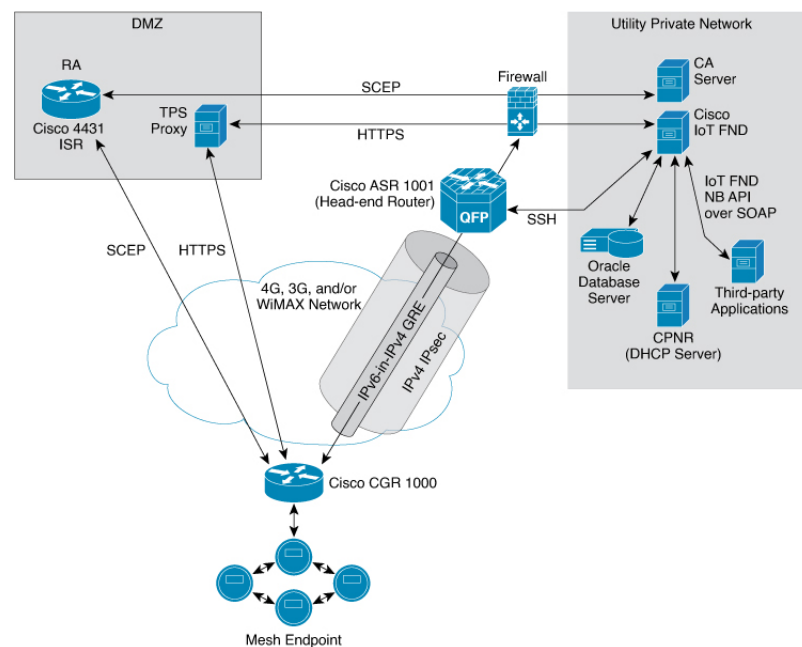 DMZ
Utility Private Network
RA
Cisco 4431
ISR
TPS
Proxy
SCEP
HTTPS
Firewall
CA
Server
Cisco
IoT FND
Cisco ASR 1001
(Head-end Router)
QFP
SSH
IoT FND
NB API
over SOAP
Oracle
Database
Server
Third-party
Applications
CPNR
(DHCP Server)
SCEP
HTTPS
4G, 3G, and/or
WiMAX Network
IPv6-in-IPv4 GRE
IPv4 IPsec
Cisco CGR 1000
Mesh Endpoint